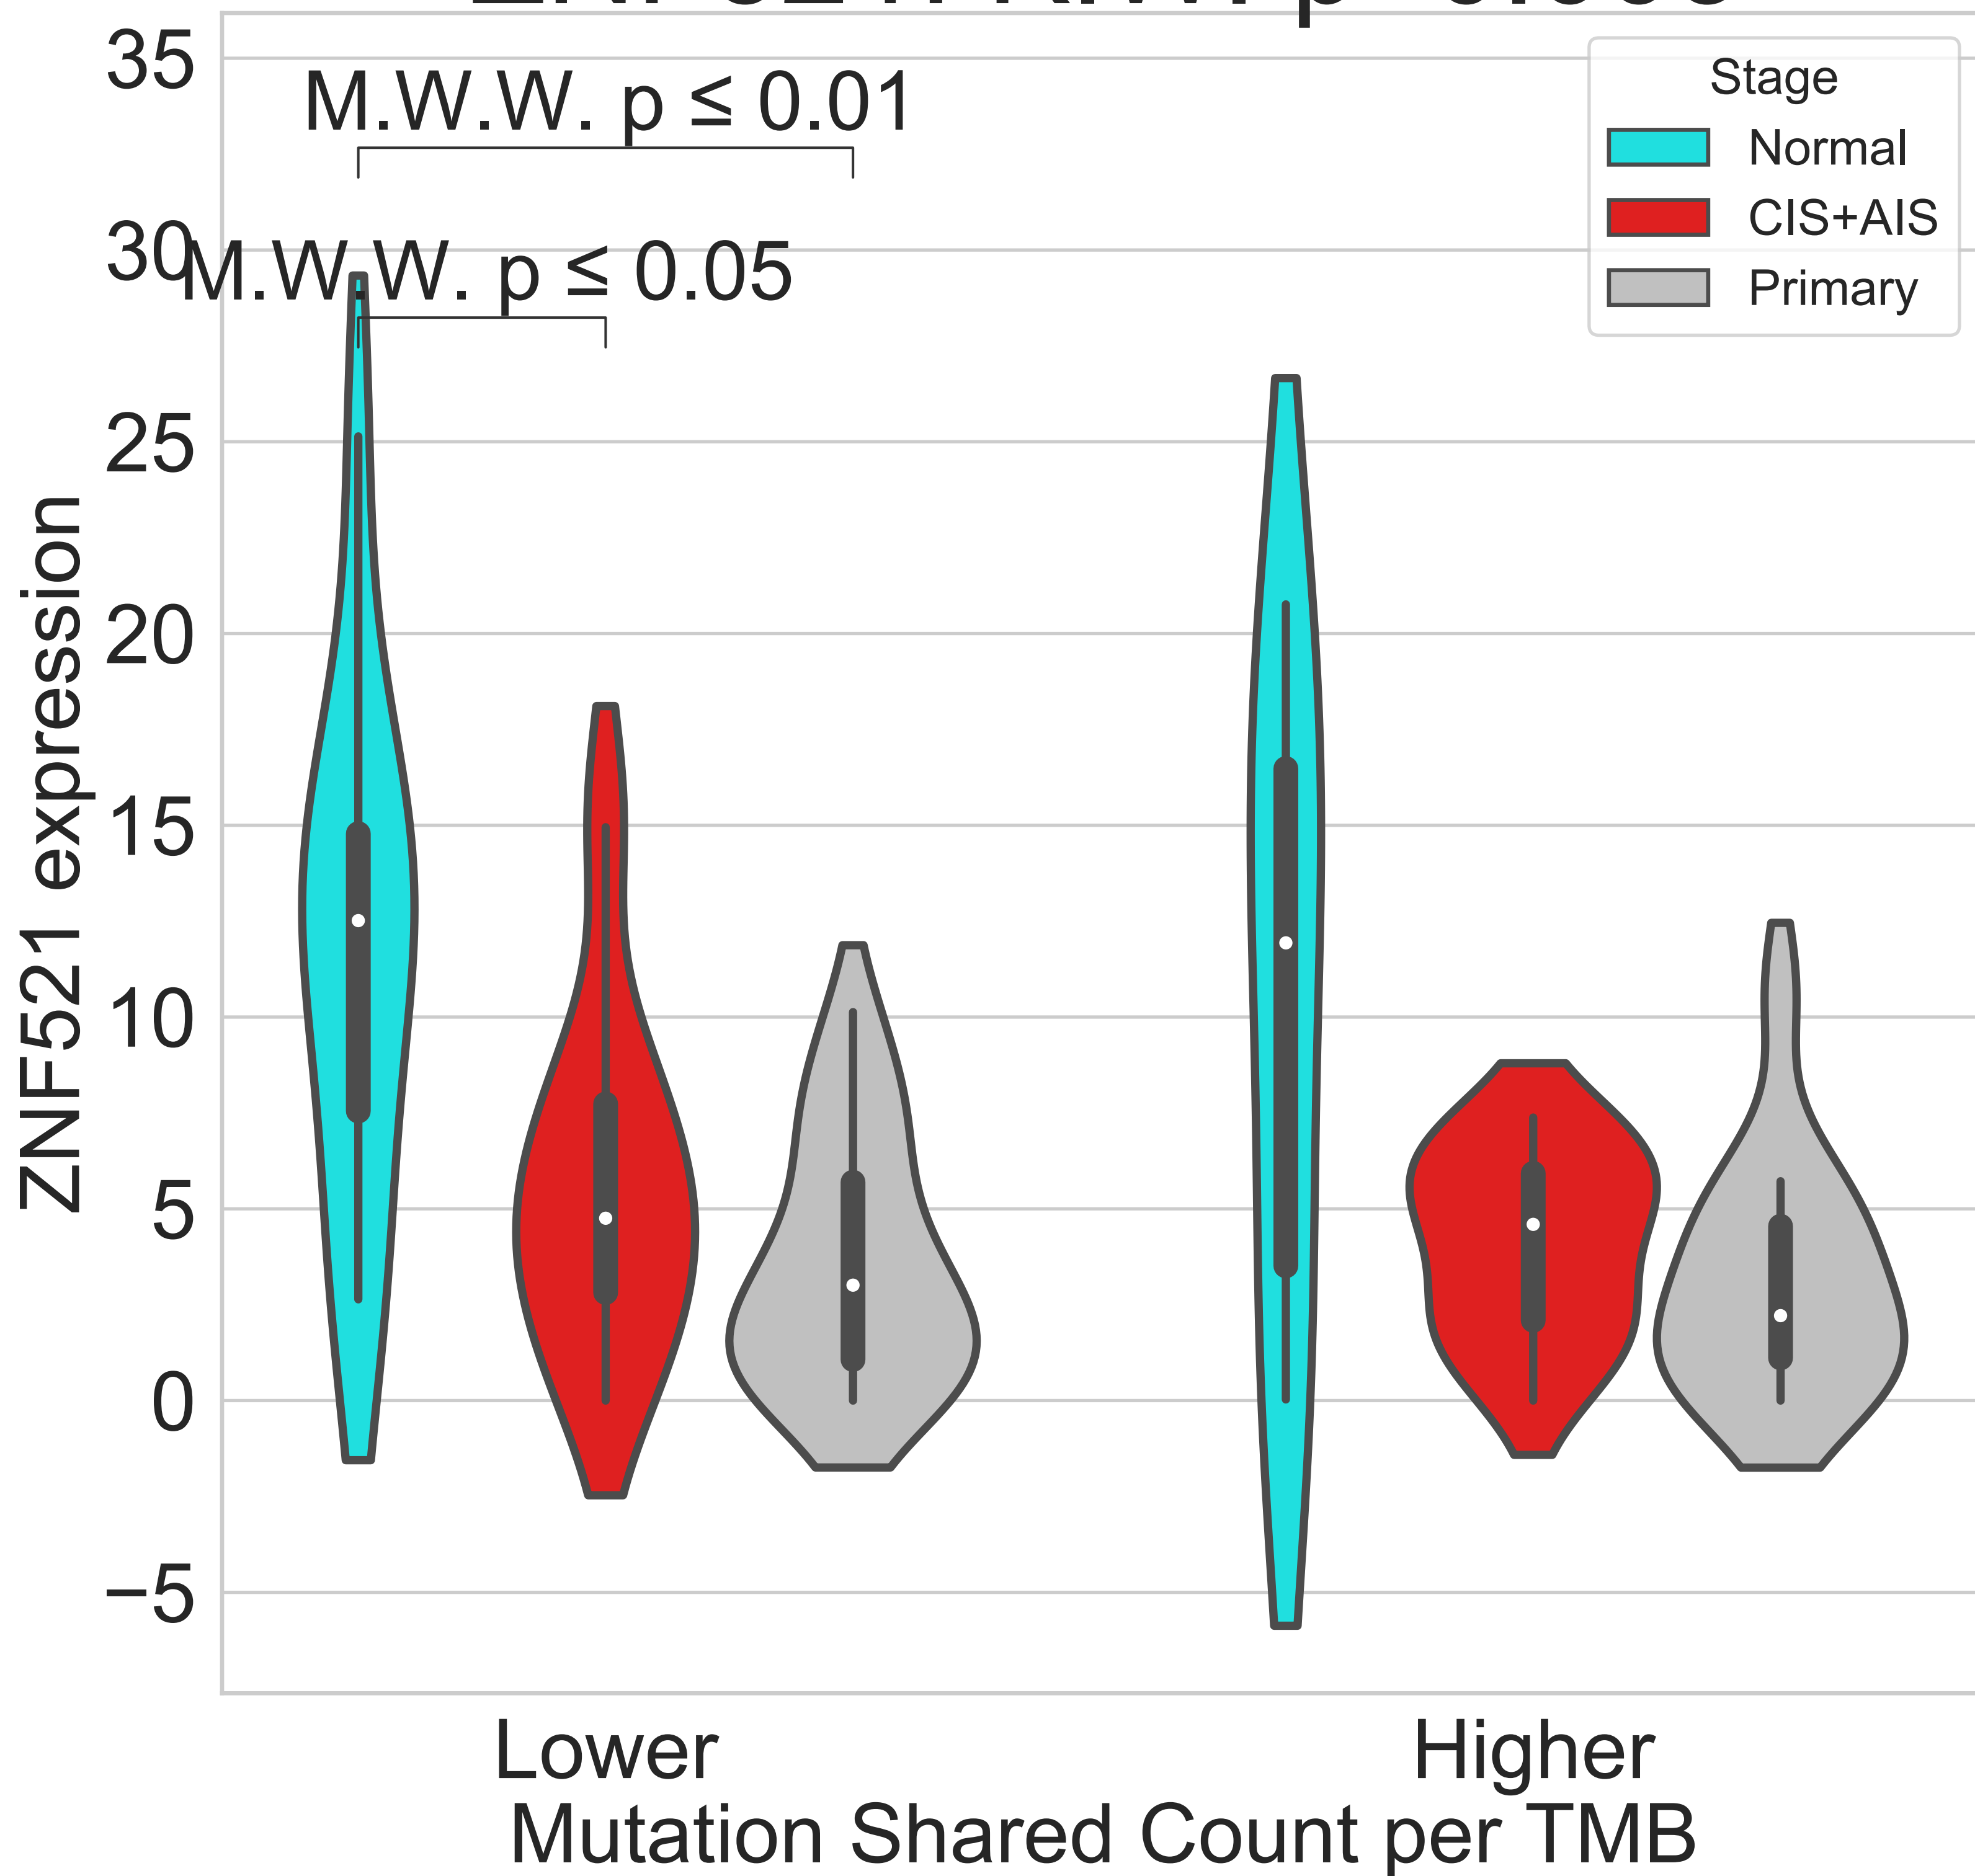 35
M.W.W. p ≤ 0.01
Stage
Normal
CIS+AIS
Primary
30
M.W.W. p ≤ 0.05
25
20
15
10
5
0
−5
ZNF521 expression
Lower
Higher
Mutation Shared Count per TMB